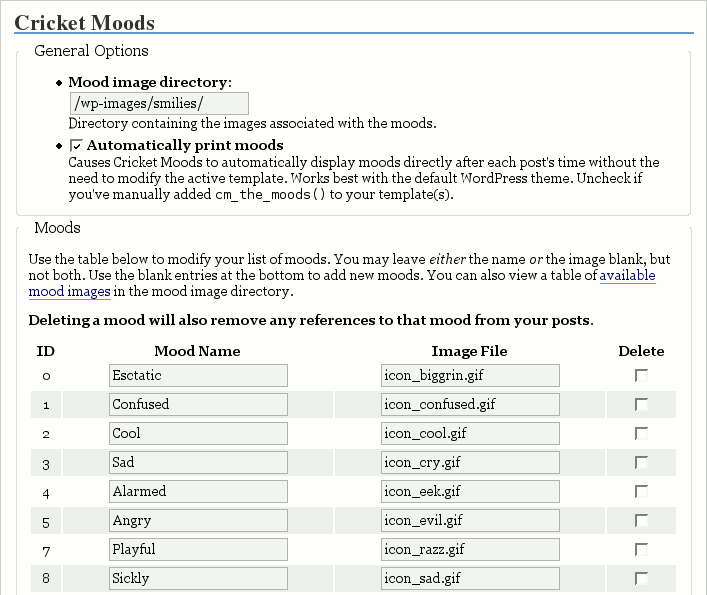 Cricket Moods
General Options
Mood image directory:
/wp-images/smilies/
Directory containing the images associated with the moods.
Automatically print moods
Causes Cricket Moods to automatically display moods directly after each post's time without the
need to modify the active template. Works best with the default WordPress theme. Uncheck if
you've manually added cm_the_moods() to your template(s).
Moods
Use the table below to modify your list of moods. You may leave either the name or the image blank, but
not both. Use the blank entries at the bottom to add new moods. You can also view a table of available
mood images in the mood image directory.
Deleting a mood will also remove any references to that mood from your posts.
ID Mood Name Image File Delete
0 Esctatic icon_biggrin.gif
1 Confused icon_confused.gif
2 Cool icon_cool.gif
3 Sad icon_cry.gif
4 Alarmed icon_eek.gif
5 Angry icon_evil.gif
7 Playful icon_razz.gif
8 Sickly icon_sad.gif